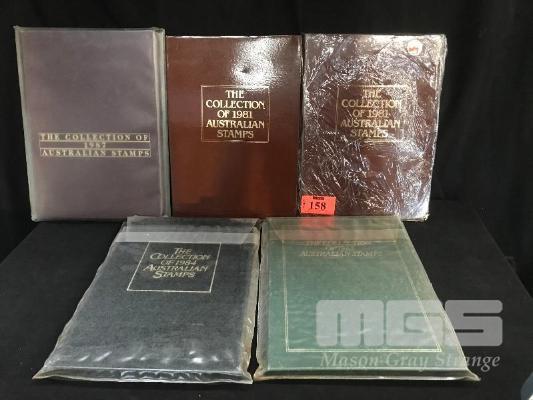 THE COLLECTION OF
1987
AUSTRALIAN STAMPS
THE
COLLECTION
OF 1981
AUSTRALIAN
STAMPS
THE
COLLECTION
OF 1981
AUSTRALIAN
STAMPS
158
THE
COLLECTION
OF 1984
AUSTRALIAN
STAMPS
THE COLLECTION
AUSTRALIAN STAMPS
MGS
Mason Gray Strange